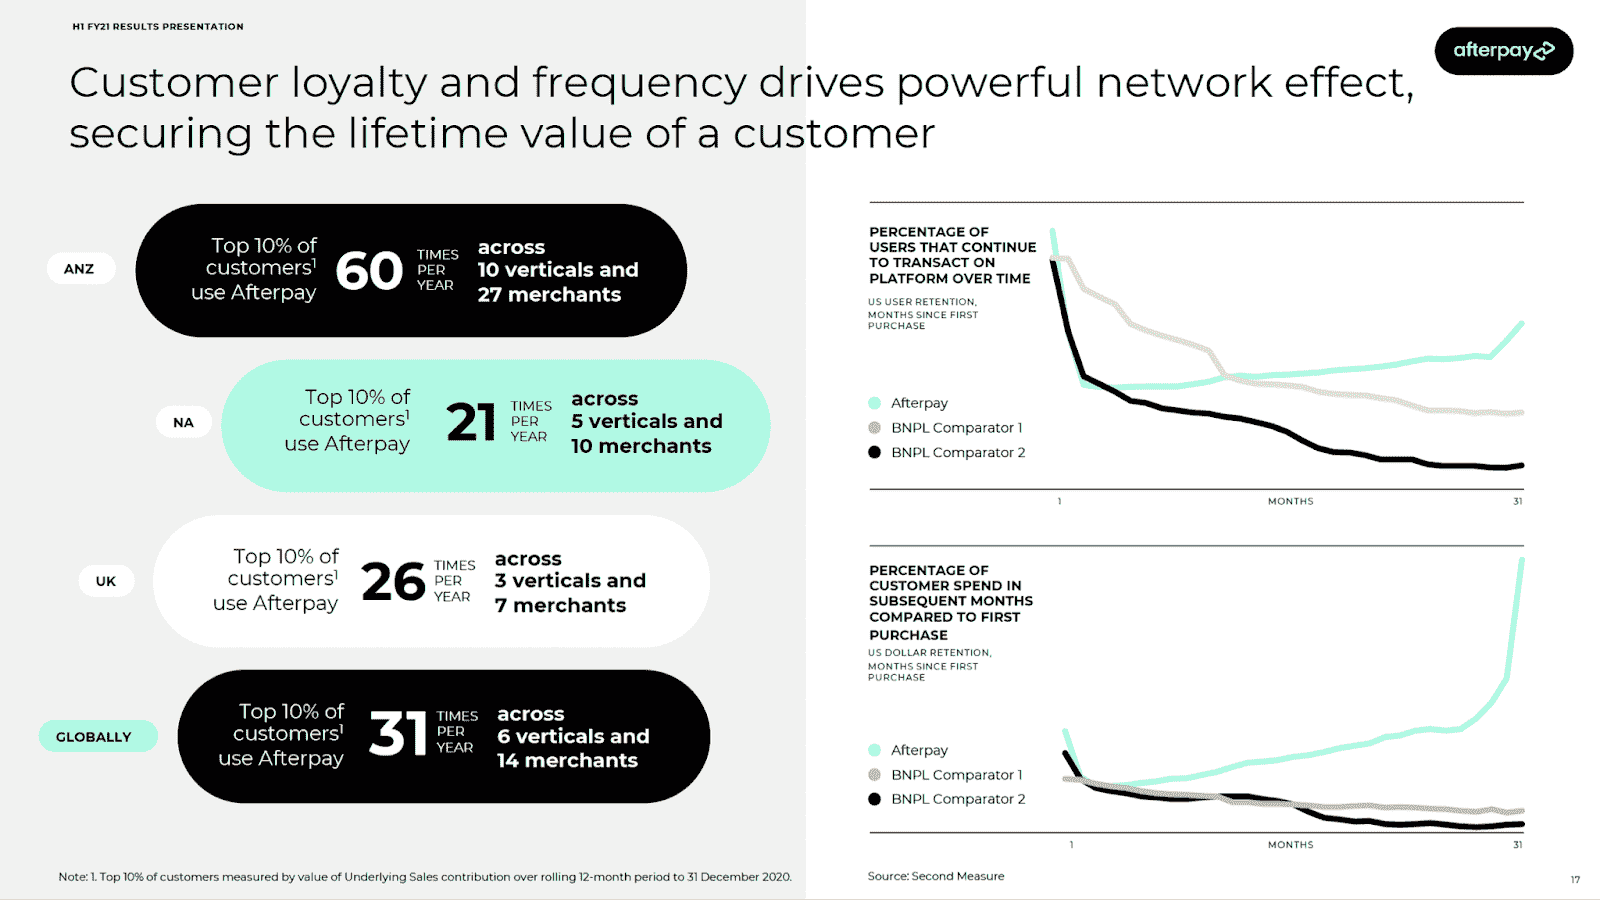 H1 FY21 RESULTS PRESENTATION
afterpay
Customer loyalty and frequency drives powerful network effect,
securing the lifetime value of a customer
ANZ
Top 10% of
customers¹
use Afterpay
60
TIMES
PER
YEAR
across
10 verticals and
27 merchants
NA
Top 10% of
customers¹
use Afterpay
21
TIMES
PER
YEAR
across
5 verticals and
10 merchants
UK
Top 10% of
customers¹
use Afterpay
26
TIMES
PER
YEAR
across
3 verticals and
7 merchants
GLOBALLY
Top 10% of
customers¹
use Afterpay
31
TIMES
PER
YEAR
across
6 verticals and
14 merchants
Note: 1. Top 10% of customers measured by value of Underlying Sales contribution over rolling 12-month period to 31 December 2020.
PERCENTAGE OF
USERS THAT CONTINUE
TO TRANSACT ON
PLATFORM OVER TIME
US USER RETENTION,
MONTHS SINCE FIRST
PURCHASE
Afterpay
BNPL Comparator 1
BNPL Comparator 2
1 MONTHS 31
PERCENTAGE OF
CUSTOMER SPEND IN
SUBSEQUENT MONTHS
COMPARED TO FIRST
PURCHASE
US DOLLAR RETENTION,
MONTHS SINCE FIRST
PURCHASE
Afterpay
BNPL Comparator 1
BNPL Comparator 2
1 MONTHS 31
Source: Second Measure
17